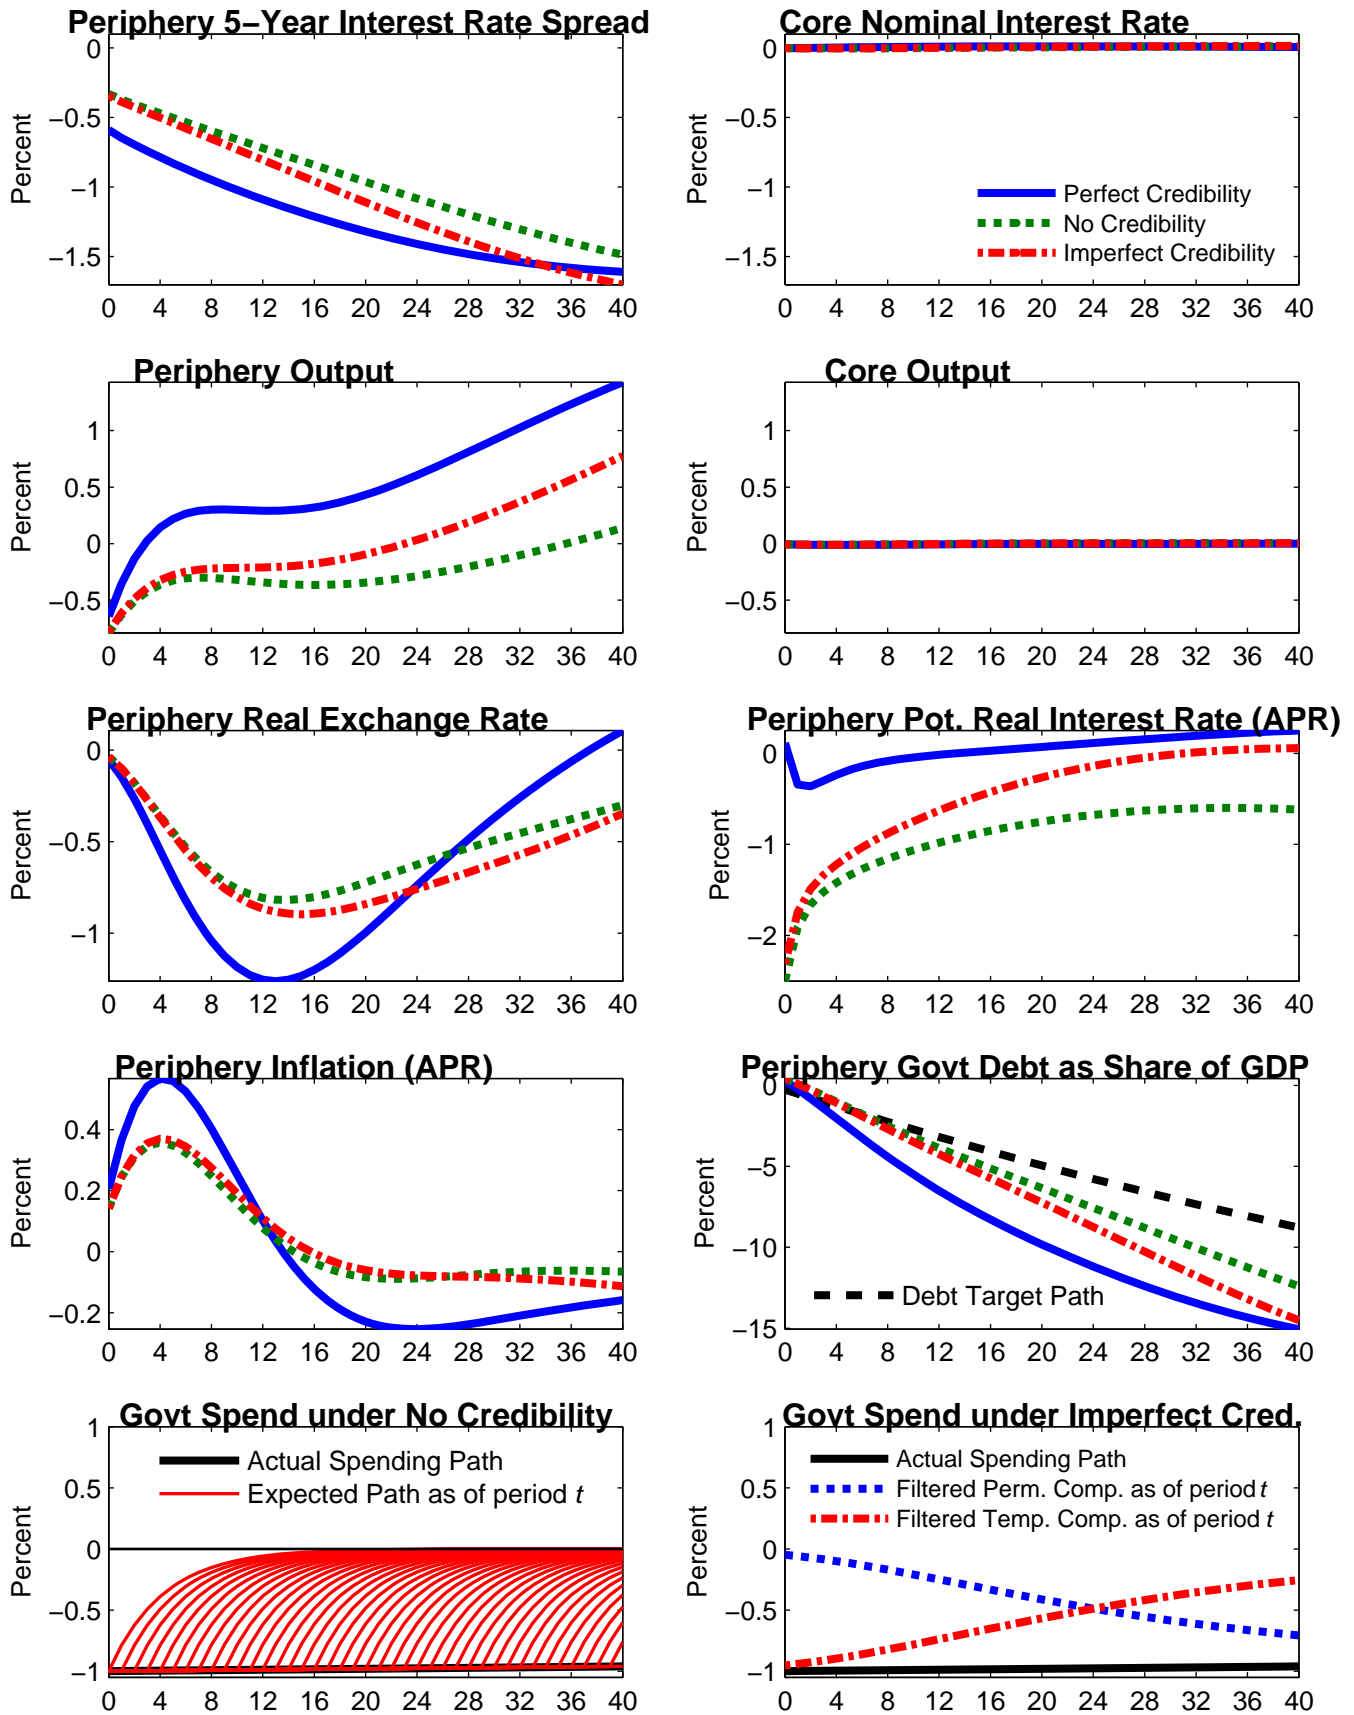 Periphery 5−Year Interest Rate Spread
Percent
0
−0.5
−1
−1.5
0 4 8 12 16 20 24 28 32 36 40
Core Nominal Interest Rate
Percent
0
−0.5
−1
−1.5
Perfect Credibility
No Credibility
Imperfect Credibility
0 4 8 12 16 20 24 28 32 36 40
Periphery Output
Percent
1
0.5
0
−0.5
0 4 8 12 16 20 24 28 32 36 40
Core Output
Percent
1
0.5
0
−0.5
0 4 8 12 16 20 24 28 32 36 40
Periphery Real Exchange Rate
Percent
0
−0.5
−1
0 4 8 12 16 20 24 28 32 36 40
Periphery Pot. Real Interest Rate (APR)
Percent
0
−1
−2
0 4 8 12 16 20 24 28 32 36 40
Periphery Inflation (APR)
Percent
0.4
0.2
0
−0.2
0 4 8 12 16 20 24 28 32 36 40
Periphery Govt Debt as Share of GDP
Percent
0
−5
−10
−15
Debt Target Path
0 4 8 12 16 20 24 28 32 36 40
Govt Spend under No Credibility
Percent
1
0.5
0
−0.5
−1
Actual Spending Path
Expected Path as of period t
0 4 8 12 16 20 24 28 32 36 40
Govt Spend under Imperfect Cred.
Percent
1
0.5
0
−0.5
−1
Actual Spending Path
Filtered Perm. Comp. as of period t
Filtered Temp. Comp. as of period t
0 4 8 12 16 20 24 28 32 36 40